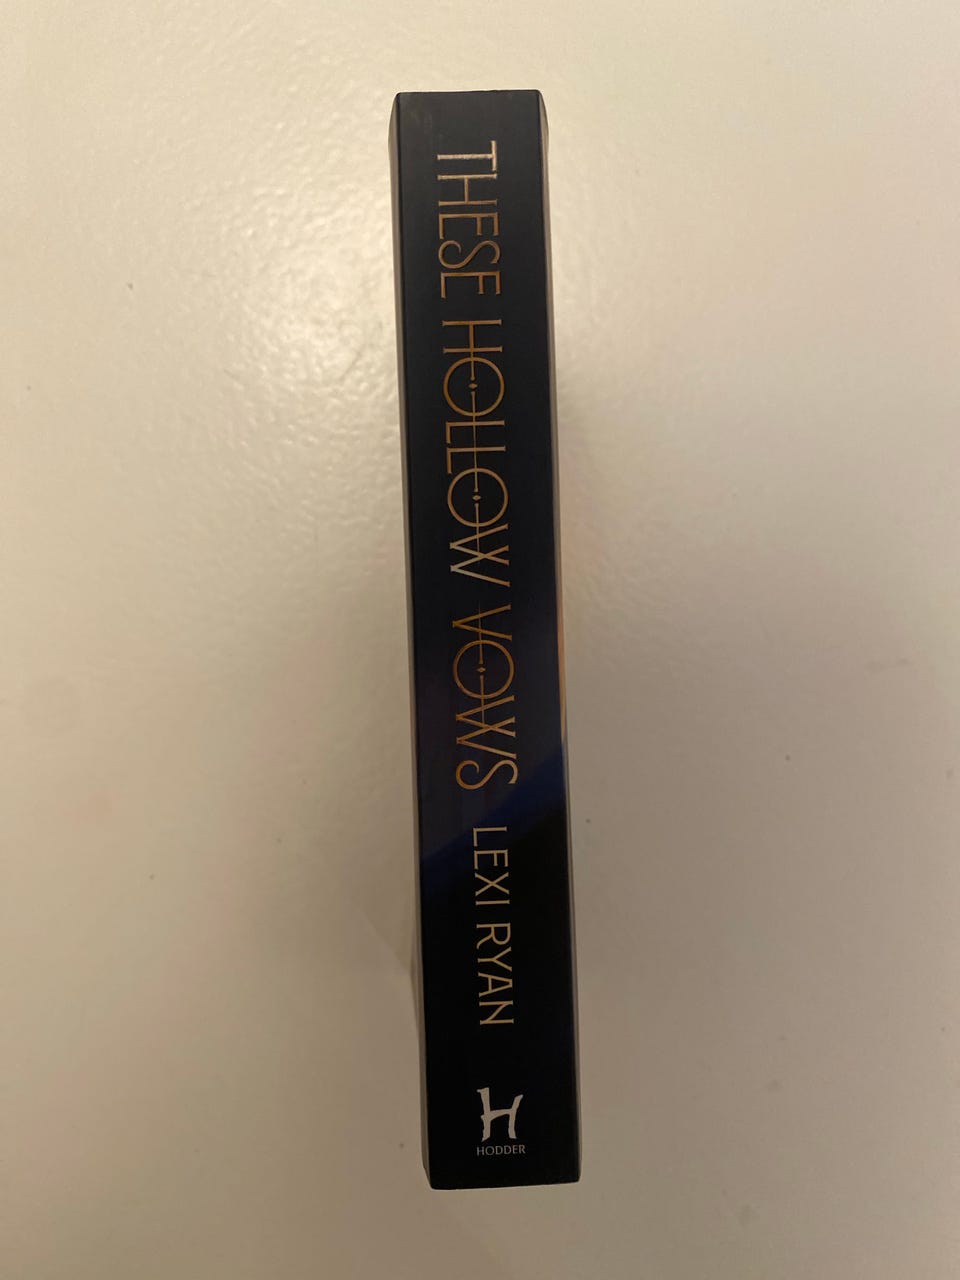 THESE HOLLOW VOWS
LEXI RYAN
H
HODDER